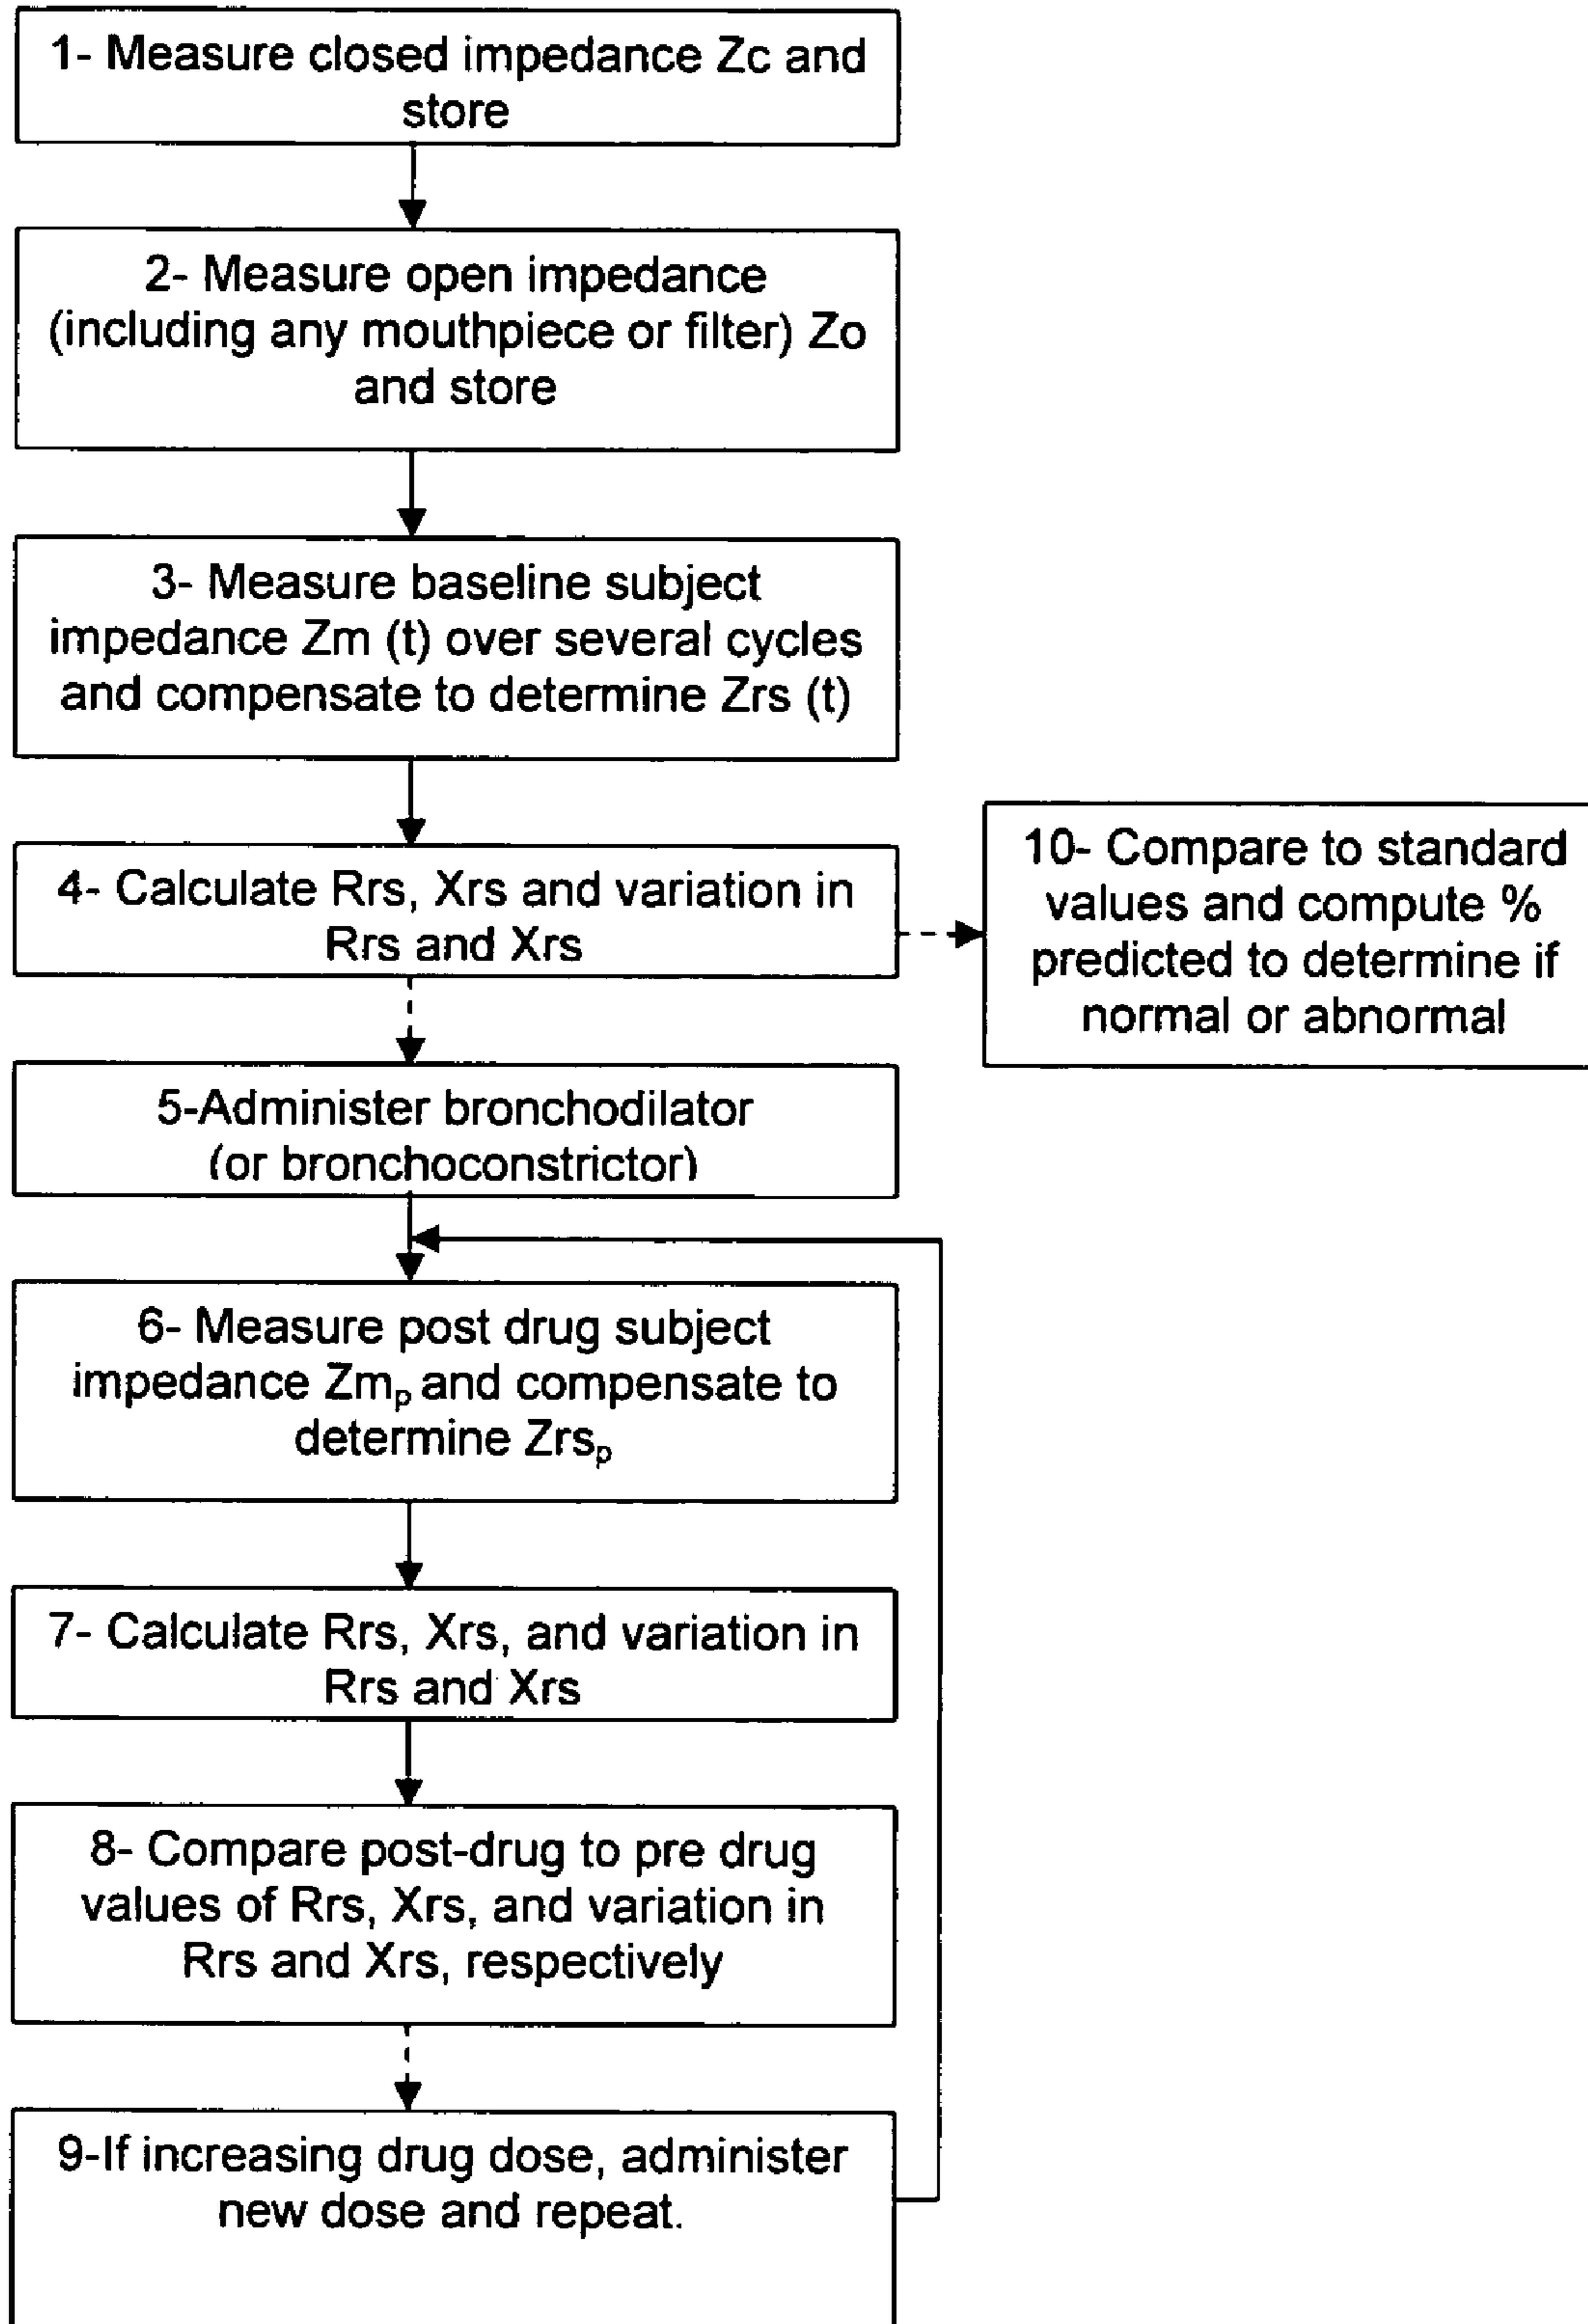 1- Measure closed impedance Zc and
store
2- Measure open impedance
(including any mouthpiece or filter) Zo
and store
3- Measure baseline subject
impedance Zm (t) over several cycles
and compensate to determine Zrs (t)
4- Calculate Rrs, Xrs and variation in
Rrs and Xrs
10- Compare to standard
values and compute %
predicted to determine if
normal or abnormal
5-Administer bronchodilator
(or bronchoconstrictor)
6- Measure post drug subject
impedance Zmₚ and compensate to
determine Zrsₚ
7- Calculate Rrs, Xrs, and variation in
Rrs and Xrs
8- Compare post-drug to pre drug
values of Rrs, Xrs, and variation in
Rrs and Xrs, respectively
9-If increasing drug dose, administer
new dose and repeat.